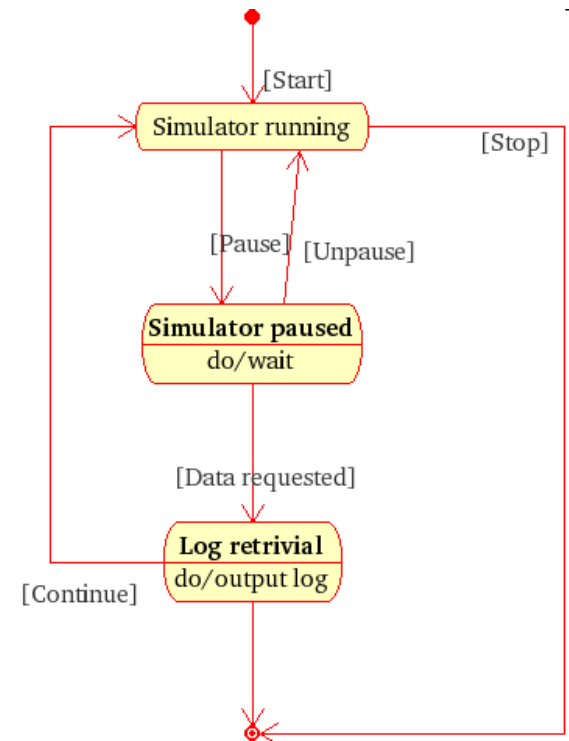 [Start]
Simulator running
[Stop]
[Pause]
[Unpause]
Simulator paused
do/wait
[Data requested]
Log retrivial
do/output log
[Continue]